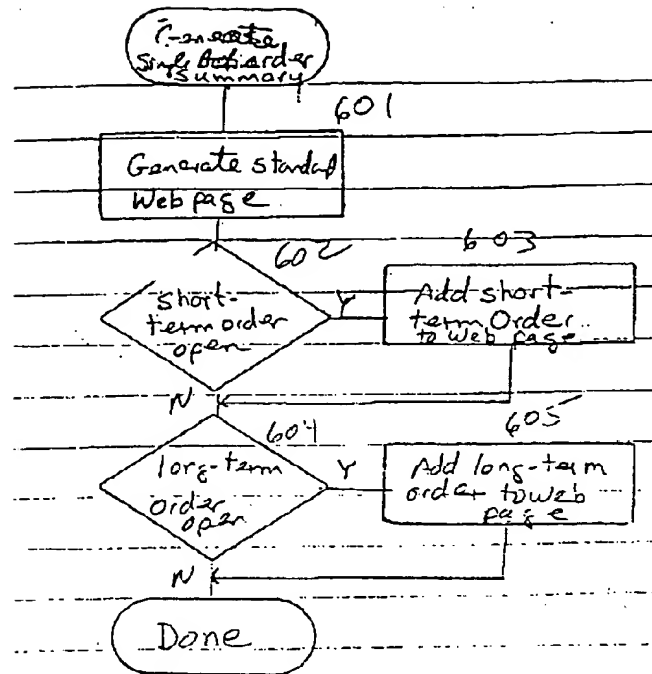 Generate
Single Action order
summary
601
Generate standard
Web page
602
603
short-
term order
open
Y
Add short-
term Order
to Web page
N
604
605
long-term
order
open
Y
Add long-term
order to Web
page
N
Done